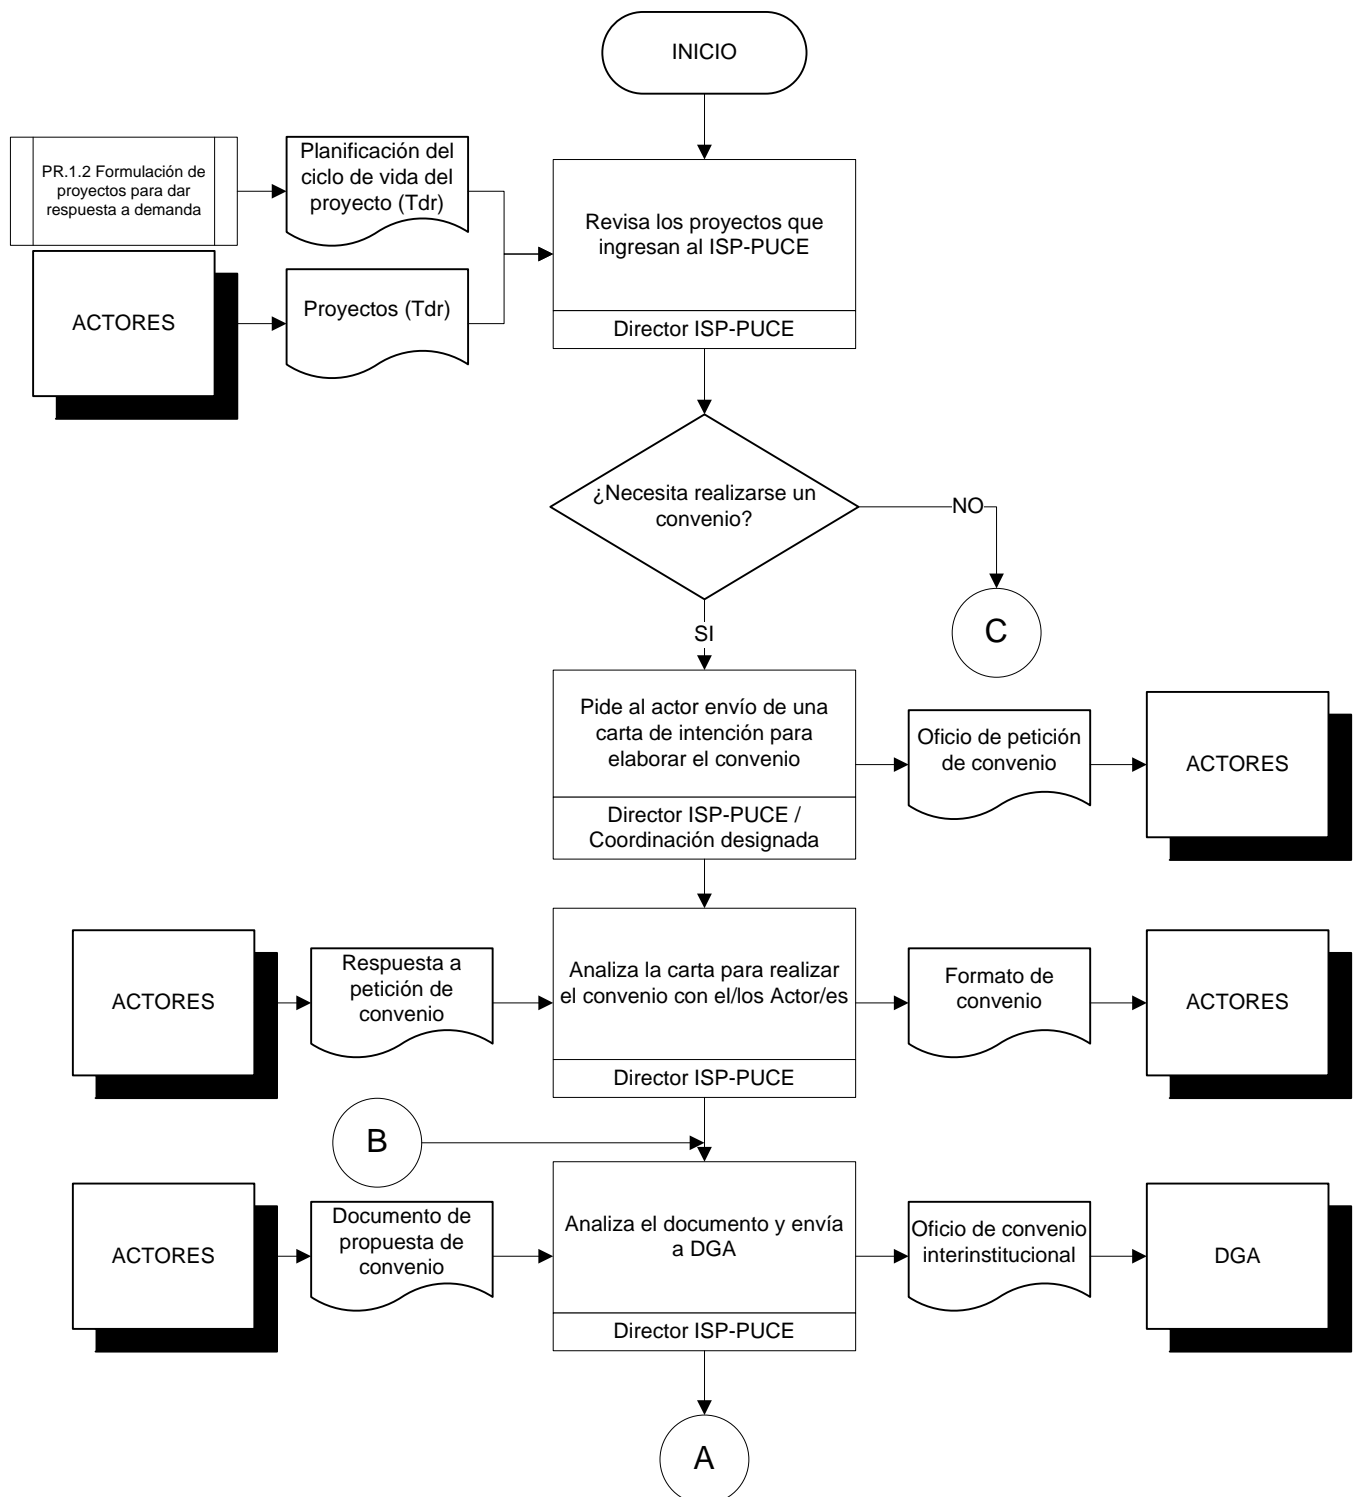 INICIO
PR.1.2 Formulación de
proyectos para dar
respuesta a demanda
Planificación del
ciclo de vida del
proyecto (Tdr)
Revisa los proyectos que
ingresan al ISP-PUCE
Director ISP-PUCE
ACTORES
Proyectos (Tdr)
¿Necesita realizarse un
convenio?
NO
C
SI
Pide al actor envío de una
carta de intención para
elaborar el convenio
Director ISP-PUCE /
Coordinación designada
Oficio de petición
de convenio
ACTORES
ACTORES
Respuesta a
petición de
convenio
Analiza la carta para realizar
el convenio con el/los Actor/es
Director ISP-PUCE
Formato de
convenio
ACTORES
B
ACTORES
Documento de
propuesta de
convenio
Analiza el documento y envía
a DGA
Director ISP-PUCE
Oficio de convenio
interinstitucional
DGA
A